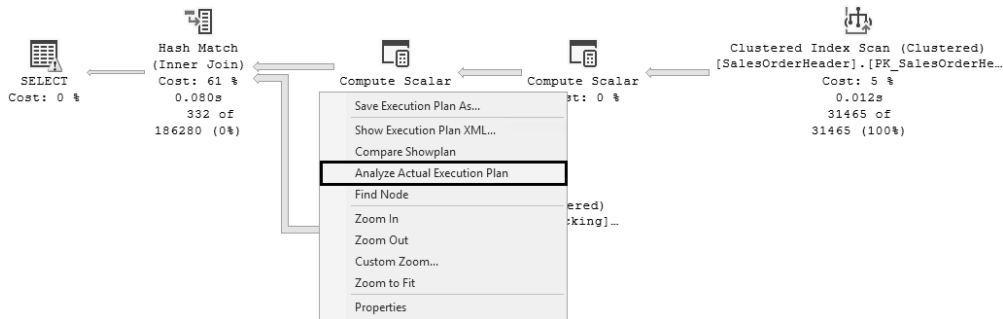 SELECT
Cost: 0 %
Hash Match
(Inner Join)
Cost: 61 %
0.080s
332 of
186280 (0%)
Compute Scalar
Compute Scalar
st: 0 %
Clustered Index Scan (Clustered)
[SalesOrderHeader].[PK_SalesOrderHe…
Cost: 5 %
0.012s
31465 of
31465 (100%)
Save Execution Plan As...
Show Execution Plan XML...
Compare Showplan
Analyze Actual Execution Plan
Find Node
ered)
cking]…
Zoom In
Zoom Out
Custom Zoom...
Zoom to Fit
Properties